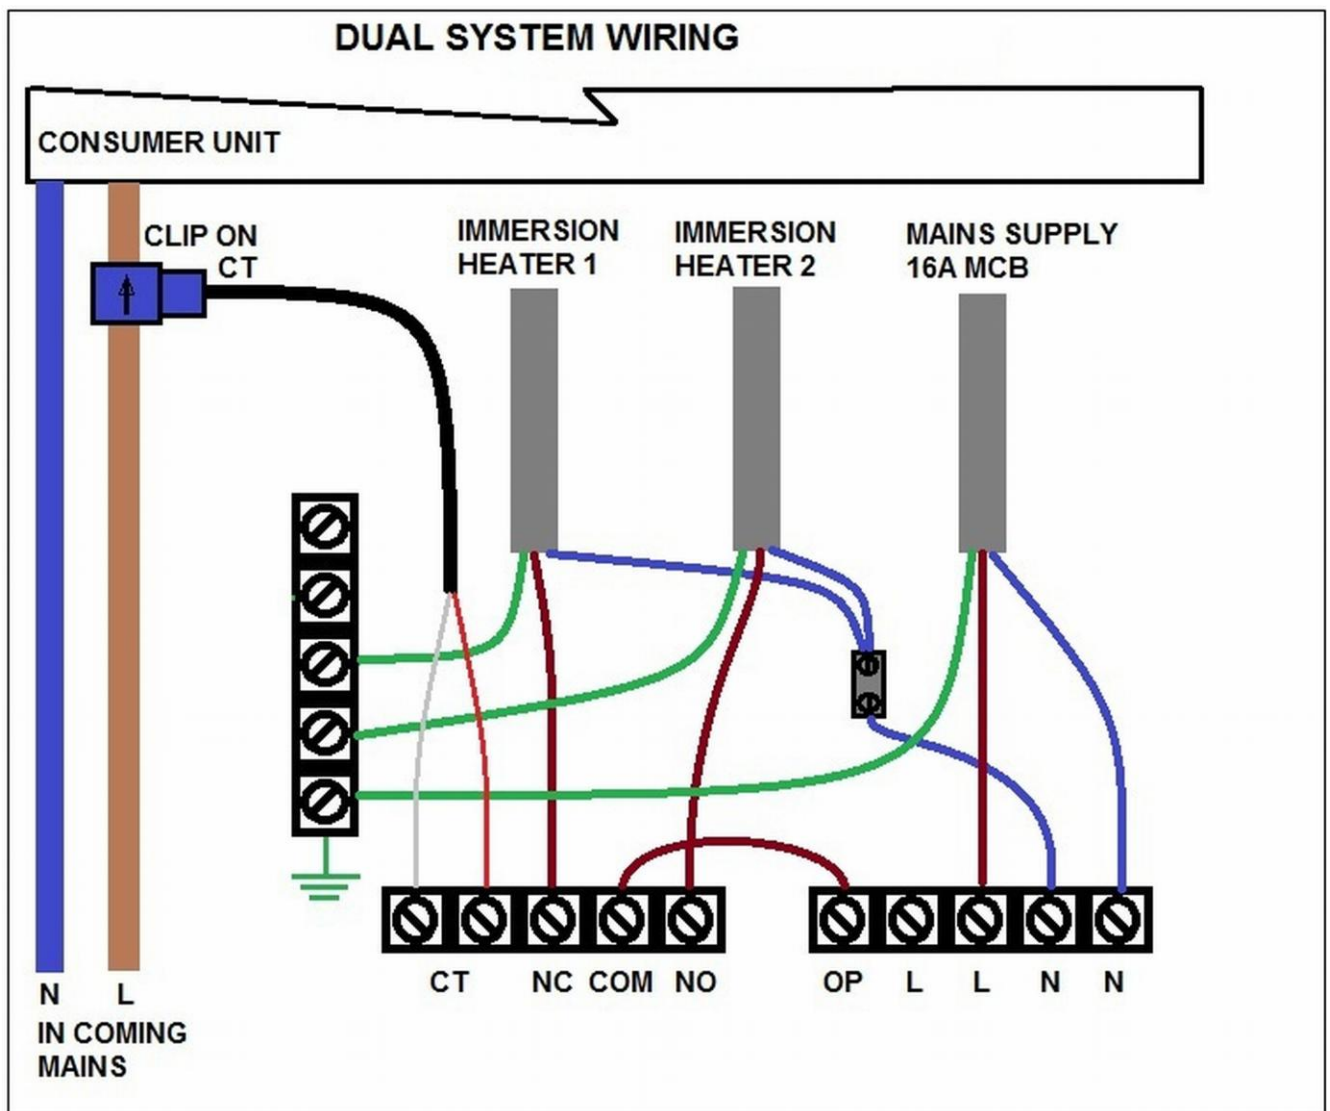 DUAL SYSTEM WIRING
CONSUMER UNIT
CLIP ON
CT
IMMERSION
HEATER 1
IMMERSION
HEATER 2
MAINS SUPPLY
16A MCB
CT NC COM NO OP L L N N
N L
IN COMING
MAINS